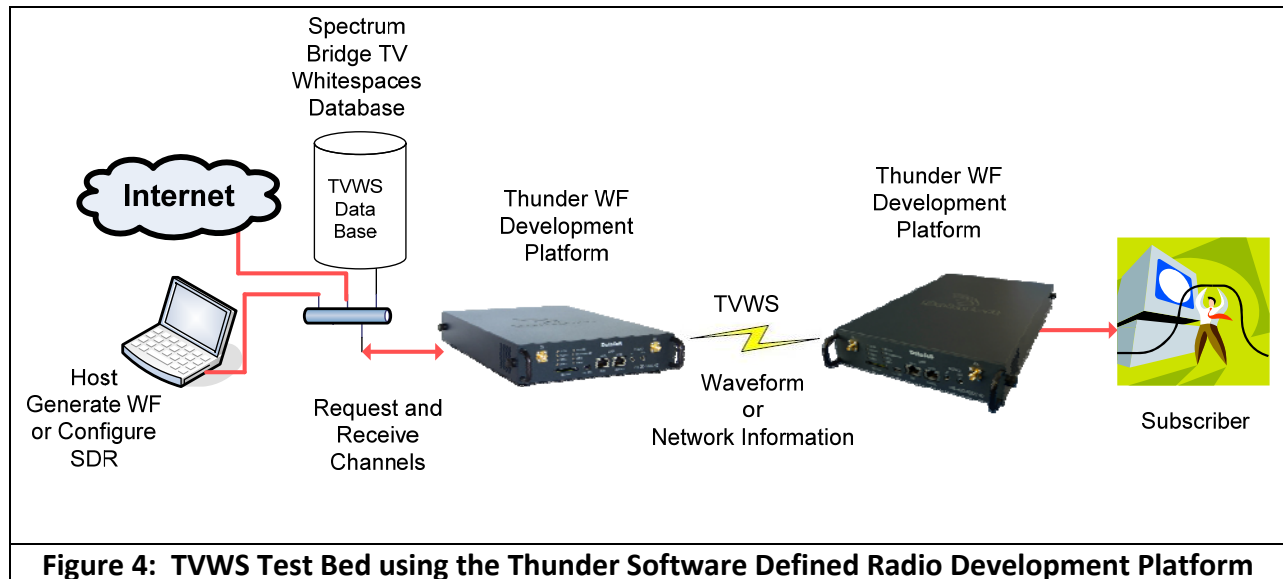 Spectrum
Bridge TV
Whitespaces
Database
Internet
TVWS
Data
Base
Thunder WF
Development
Platform
Thunder WF
Development
Platform
TVWS
Host
Generate WF
or Configure
SDR
Request and
Receive
Channels
Waveform
or
Network Information
Subscriber
Figure 4: TVWS Test Bed using the Thunder Software Defined Radio Development Platform